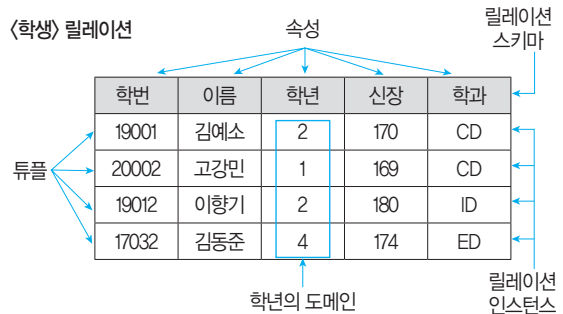 〈학생〉 릴레이션
속성
릴레이션
스키마
학번 이름 학년 신장 학과
19001 김예소 2 170 CD
20002 고강민 1 169 CD
19012 이향기 2 180 ID
17032 김동준 4 174 ED
튜플
학년의 도메인
릴레이션
인스턴스